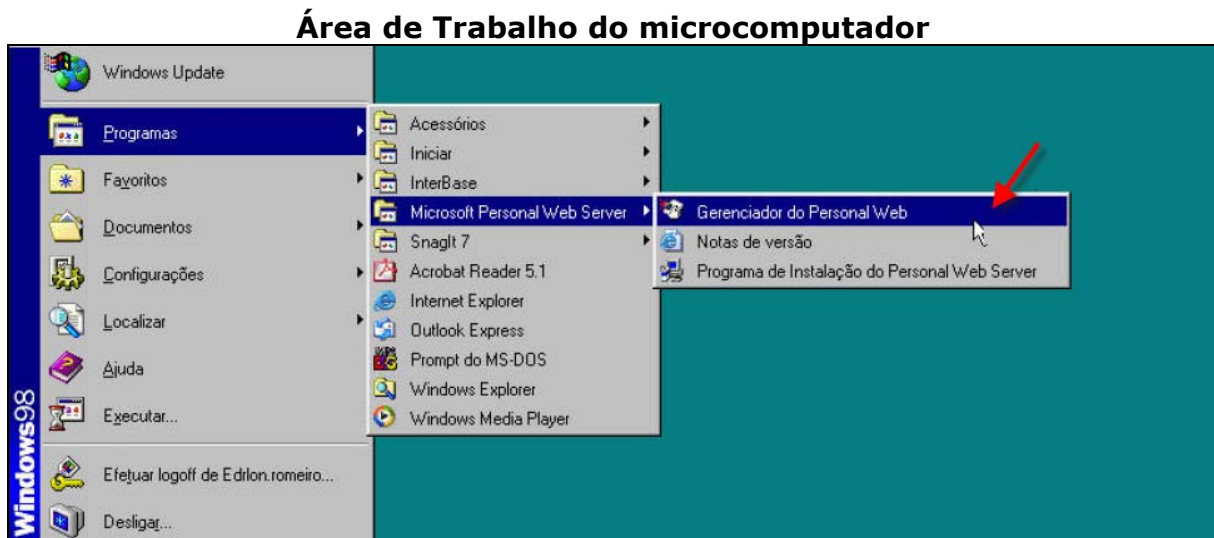 Área de Trabalho do microcomputador
Windows Update
Programas
Favoritos
Documentos
Configurações
Localizar
Ajuda
Executar...
Efetuar logoff de Edrlon.romeiro...
Desligar...
Windows98
Acessórios
Iniciar
InterBase
Microsoft Personal Web Server
SnagIt 7
Acrobat Reader 5.1
Internet Explorer
Outlook Express
Prompt do MS-DOS
Windows Explorer
Windows Media Player
Gerenciador do Personal Web
Notas de versão
Programa de Instalação do Personal Web Server